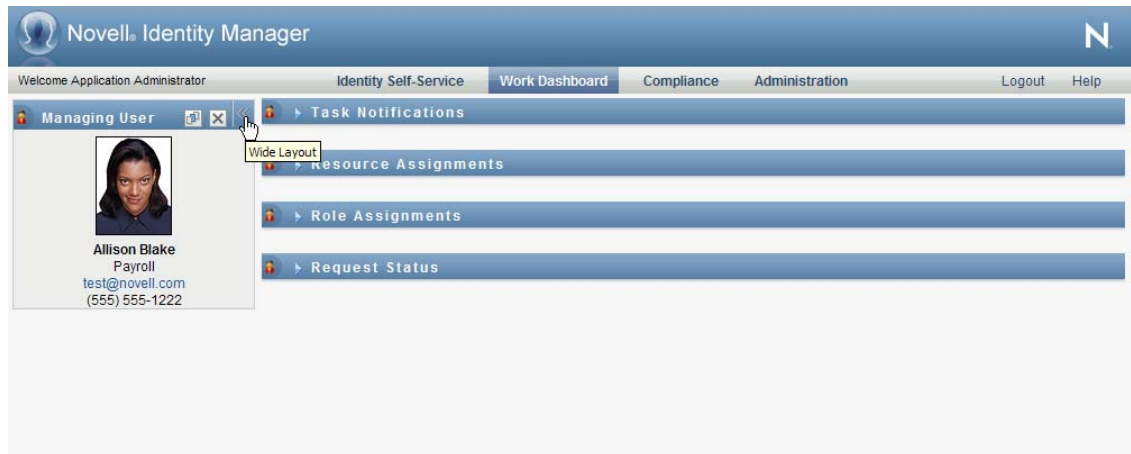 Novell® Identity Manager
N
Welcome Application Administrator
Identity Self-Service
Work Dashboard
Compliance
Administration
Logout
Help
Managing User
Task Notifications
Wide Layout
Resource Assignments
Role Assignments
Allison Blake
Payroll
Request Status
test@novell.com
(555) 555-1222